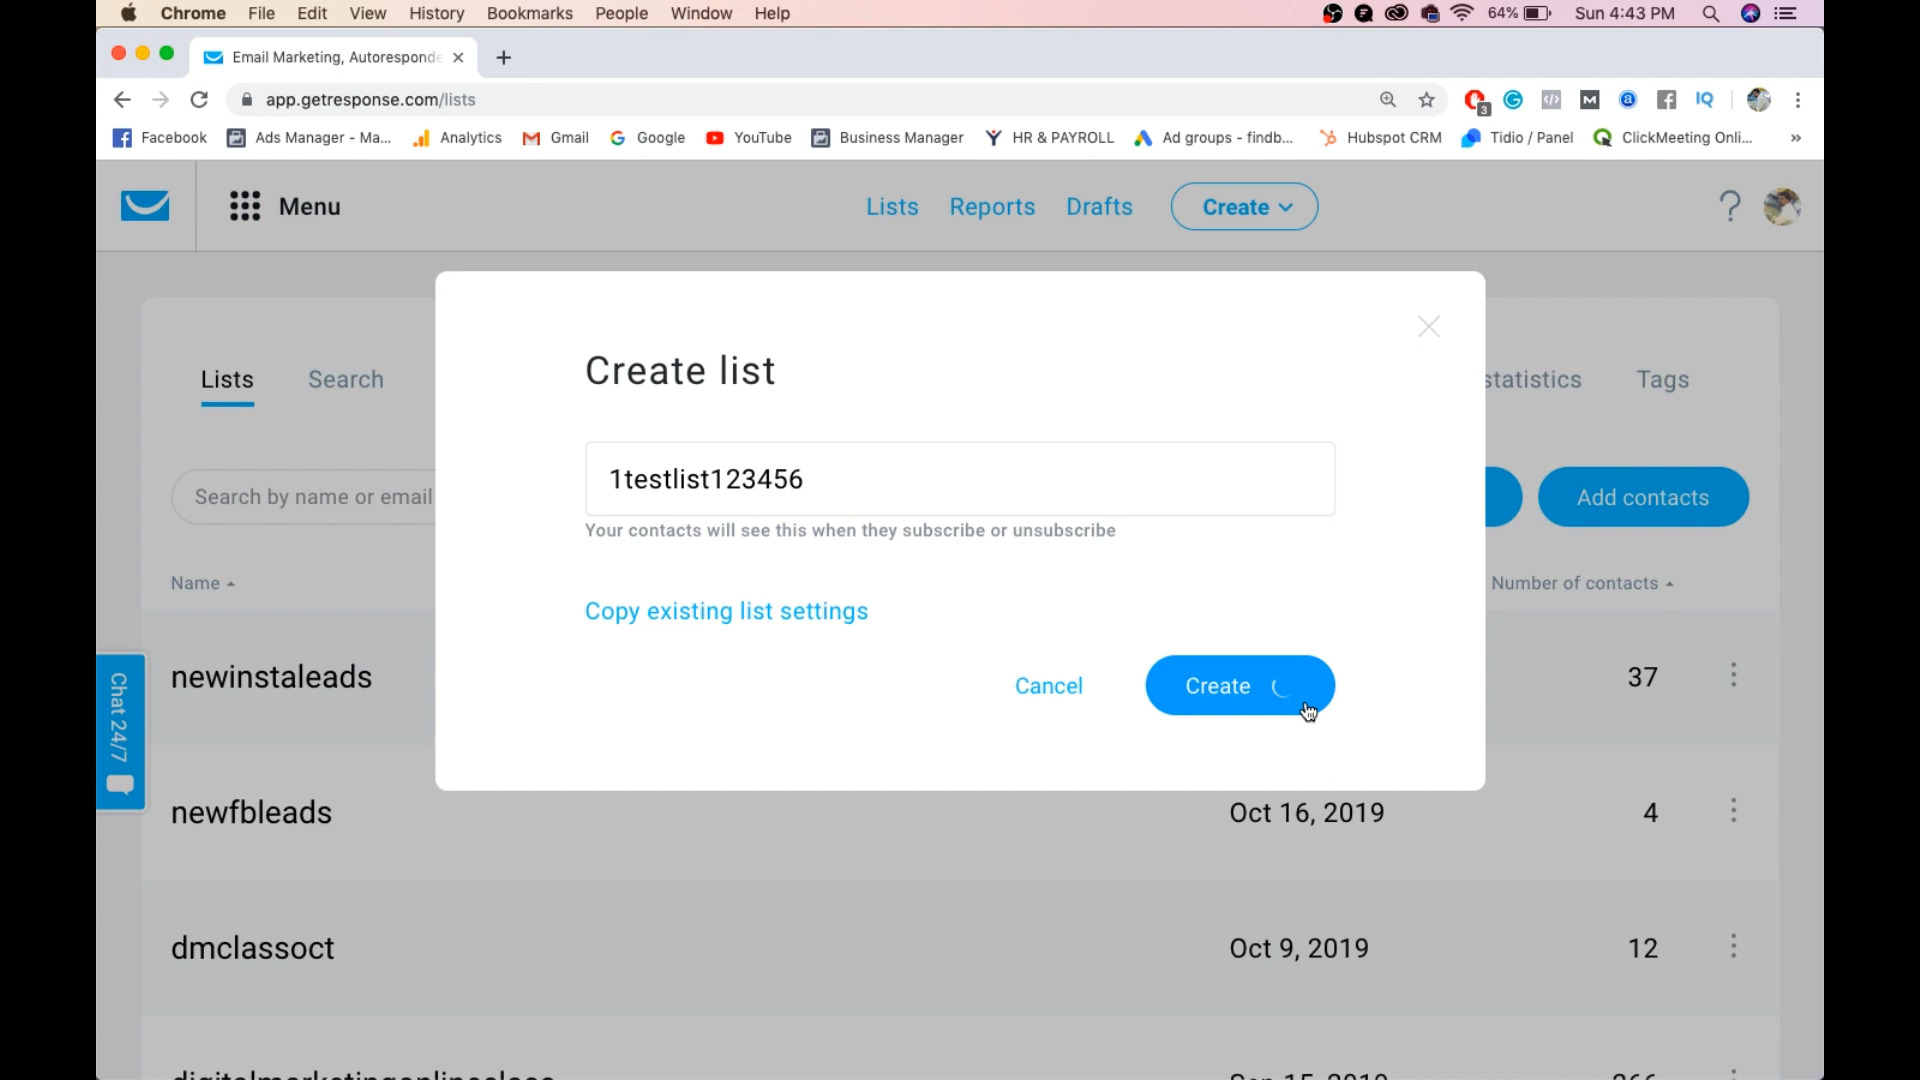 Chrome File Edit View History Bookmarks People Window Help 64% Sun 4:43 PM
Email Marketing, Autoresponde
app.getresponse.com/lists 3
Facebook Ads Manager - Ma... Analytics Gmail Google YouTube Business Manager HR & PAYROLL Ad groups - findb... Hubspot CRM Tidio / Panel ClickMeeting Onli... »
Menu Lists Reports Drafts Create ?
Create list
Lists Search statistics Tags
1testlist123456
Search by name or email Add contacts
Your contacts will see this when they subscribe or unsubscribe
Name Number of contacts
Copy existing list settings
newinstaleads 37
Cancel Create
Chat 24/7
newfbleads Oct 16, 2019 4
dmclassoct Oct 9, 2019 12